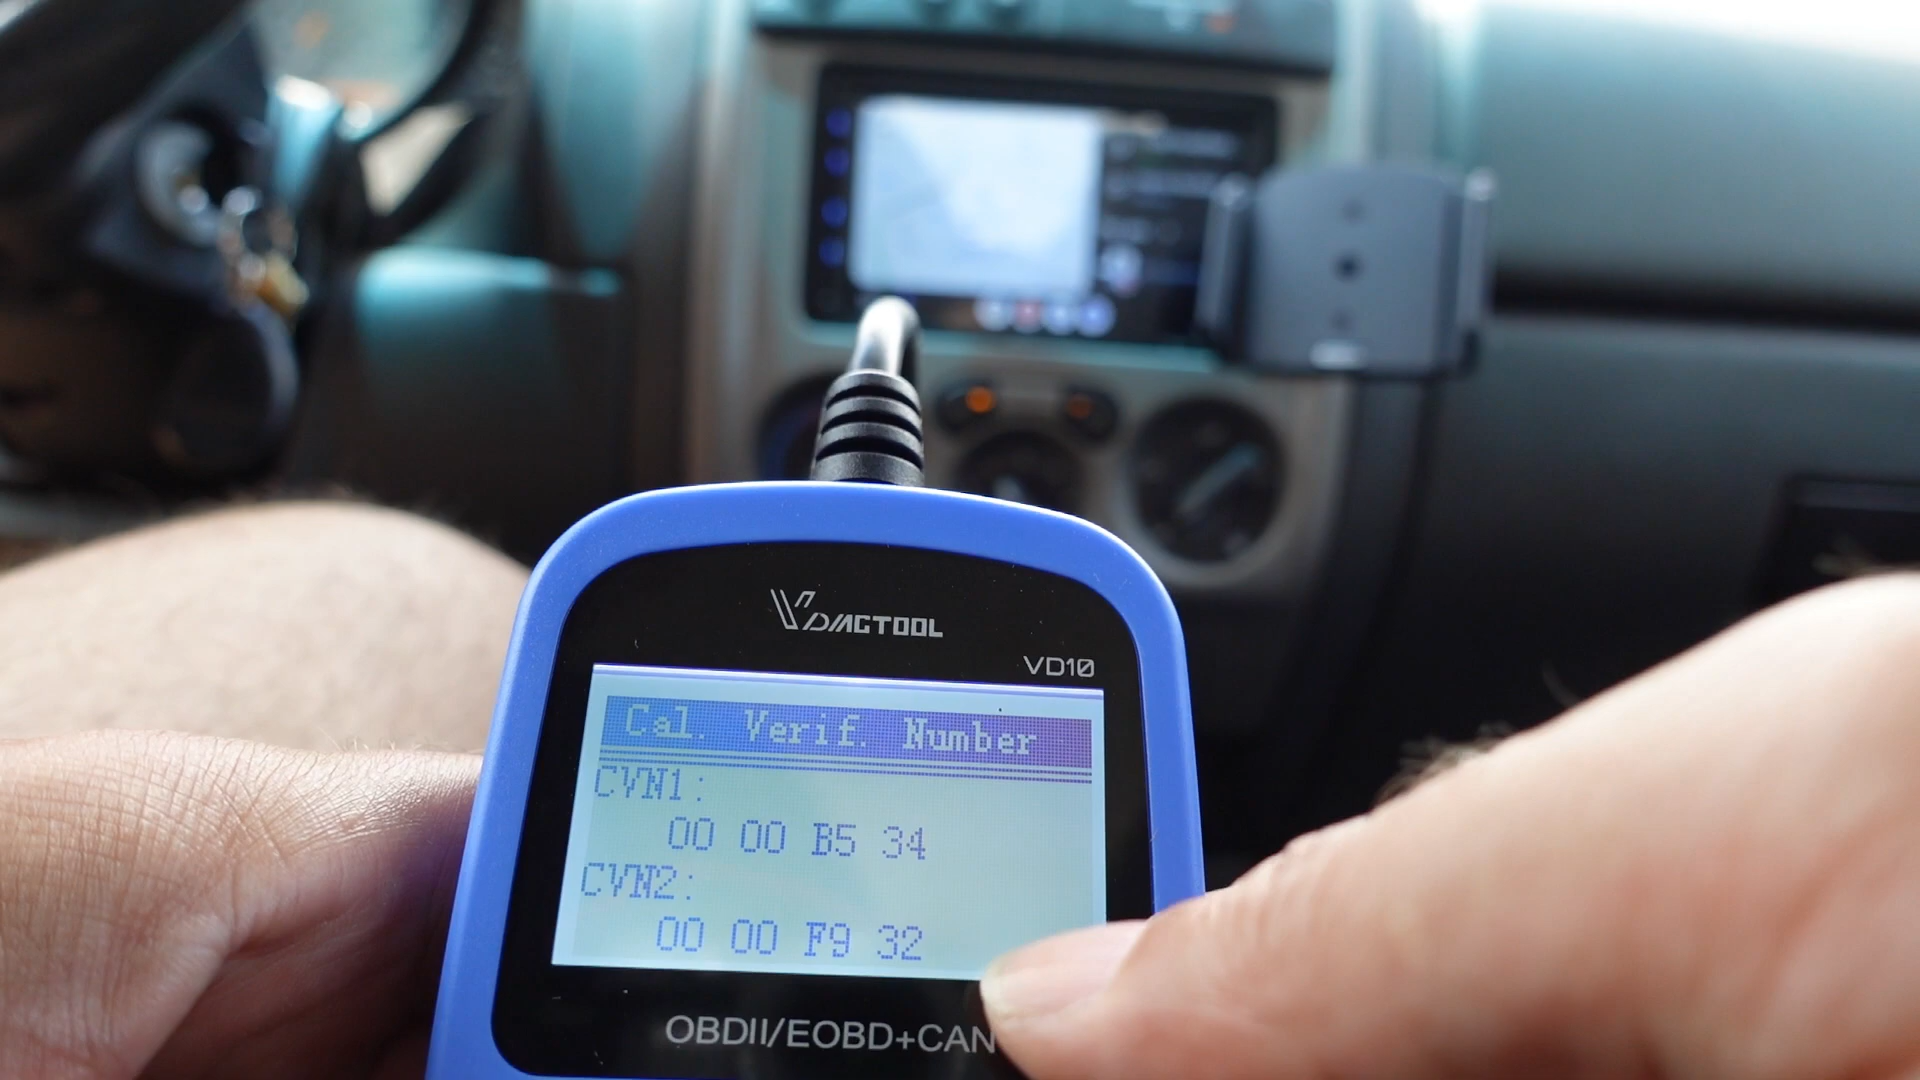 VDIAGTOOL
VD10
Cal. Verif. Number
CVN1:
00 00 B5 34
CVN2:
00 00 F9 32
OBDII/EOBD+CAN